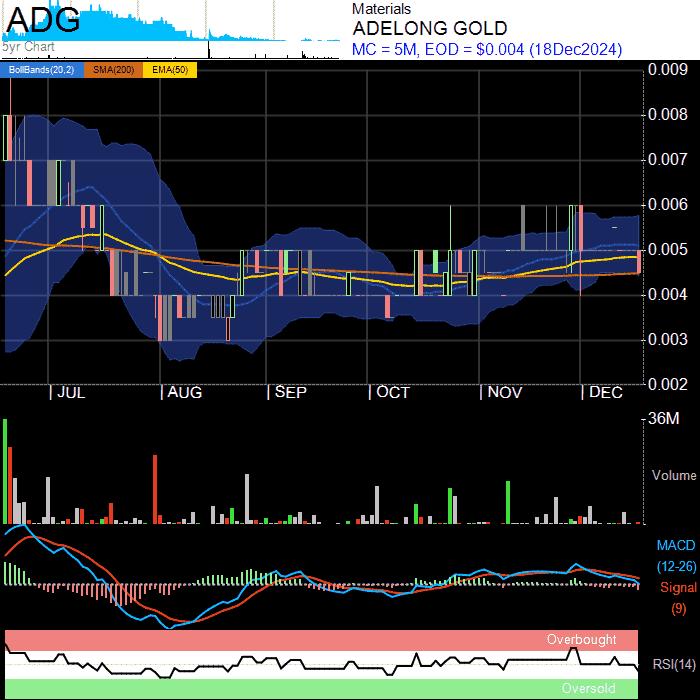 ADG
5yr Chart
Materials
ADELONG GOLD
MC = 5M, EOD = $0.004 (18Dec2024)
BollBands(20,2) SMA(200) EMA(50)
0.009
0.008
0.007
0.006
0.005
0.004
0.003
0.002
JUL AUG SEP OCT NOV DEC
36M
Volume
MACD
(12-26)
Signal
(9)
Overbought
RSI(14)
Oversold